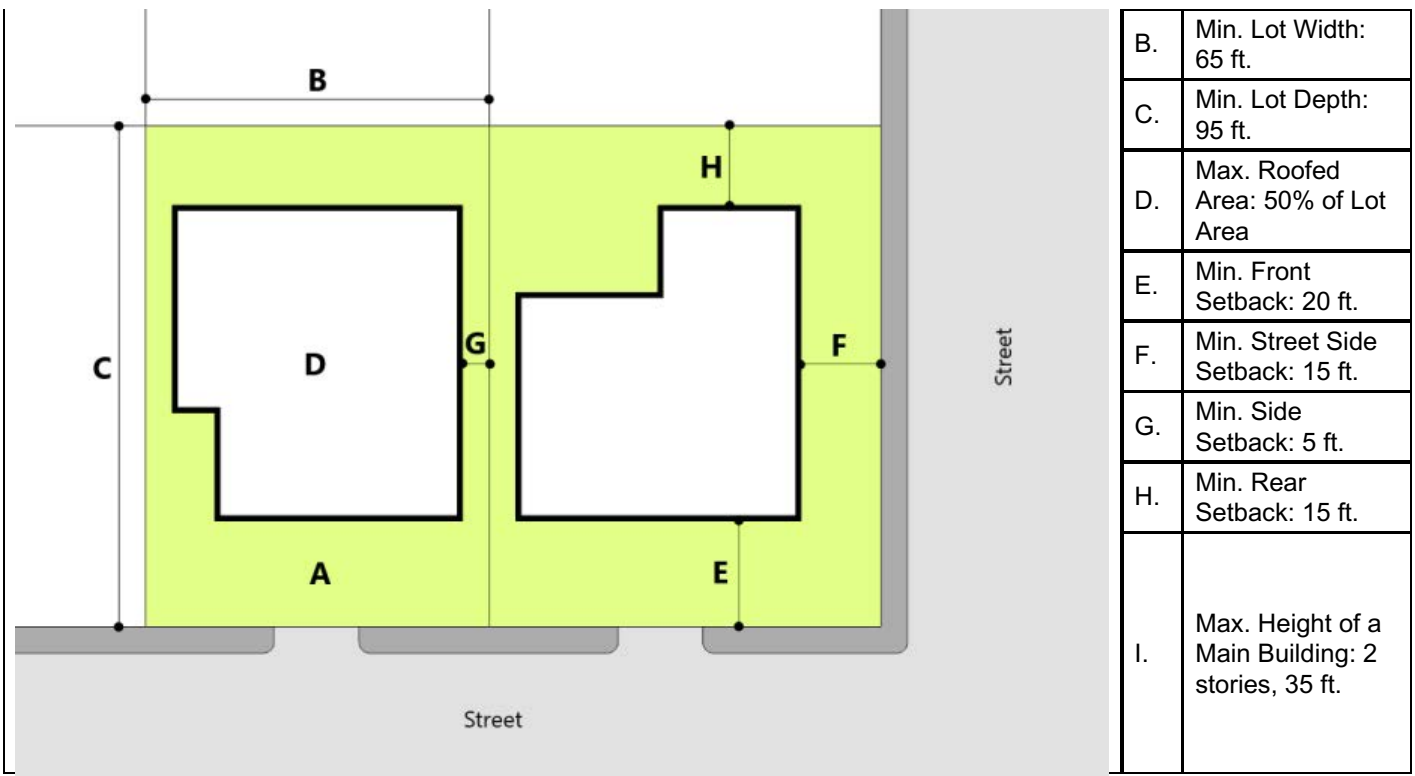 B
H
C
D
G
F
A
E
Street
Street
B.
Min. Lot Width:
65 ft.
C.
Min. Lot Depth:
95 ft.
D.
Max. Roofed
Area: 50% of Lot
Area
E.
Min. Front
Setback: 20 ft.
F.
Min. Street Side
Setback: 15 ft.
G.
Min. Side
Setback: 5 ft.
H.
Min. Rear
Setback: 15 ft.
I.
Max. Height of a
Main Building: 2
stories, 35 ft.